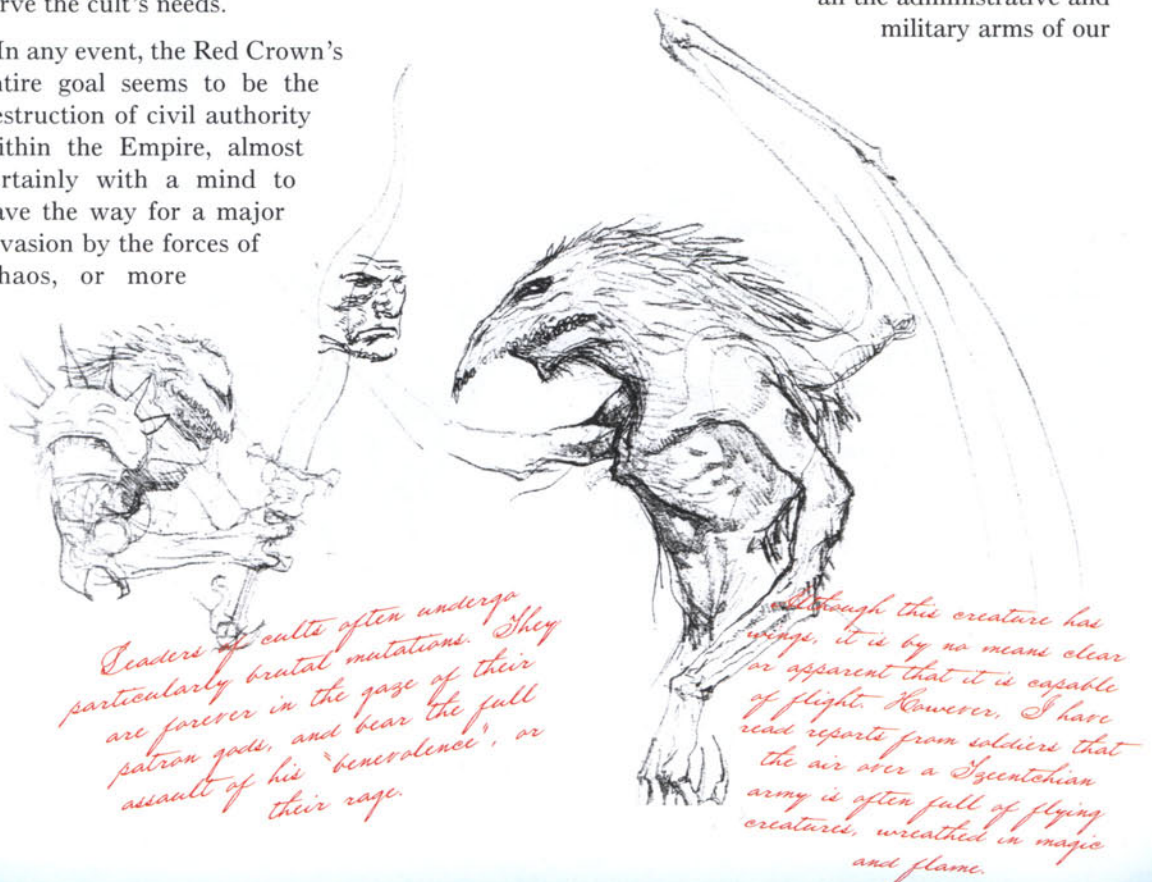 rve the cult's needs.
In any event, the Red Crown's
ntire goal seems to be the
estruction of civil authority
ithin the Empire, almost
rtainly with a mind to
ave the way for a major
vasion by the forces of
haos, or more
all the administrative and
military arms of our
Leaders of cults often undergo
particularly brutal mutations. They
are forever in the gaze of their
patron gods, and bear the full
assault of his "benevolence", or
their rage.
Although this creature has
wings, it is by no means clear
or apparent that it is capable
of flight. However, I have
read reports from soldiers that
the air over a Tzeentchian
army is often full of flying
creatures, wreathed in magic
and flame.